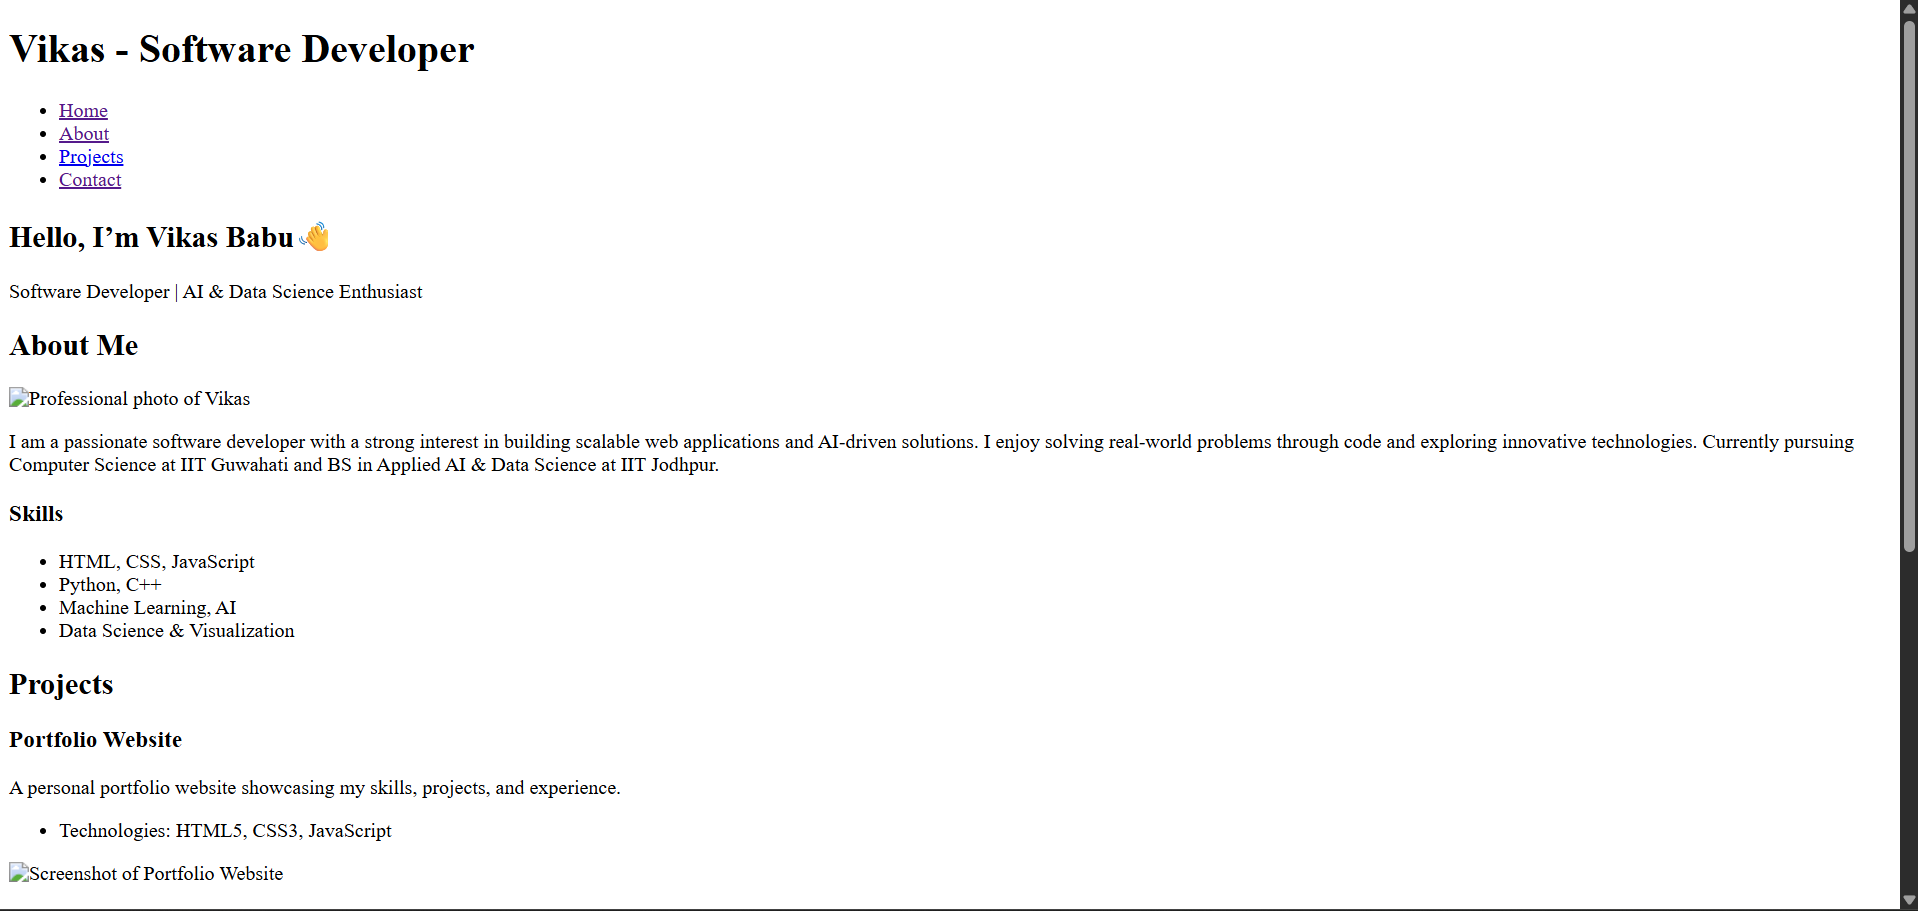 Vikas - Software Developer
Home
About
Projects
Contact
Hello, I’m Vikas Babu 👋
Software Developer | AI & Data Science Enthusiast
About Me
Professional photo of Vikas
I am a passionate software developer with a strong interest in building scalable web applications and AI-driven solutions. I enjoy solving real-world problems through code and exploring innovative technologies. Currently pursuing
Computer Science at IIT Guwahati and BS in Applied AI & Data Science at IIT Jodhpur.
Skills
HTML, CSS, JavaScript
Python, C++
Machine Learning, AI
Data Science & Visualization
Projects
Portfolio Website
A personal portfolio website showcasing my skills, projects, and experience.
Technologies: HTML5, CSS3, JavaScript
Screenshot of Portfolio Website